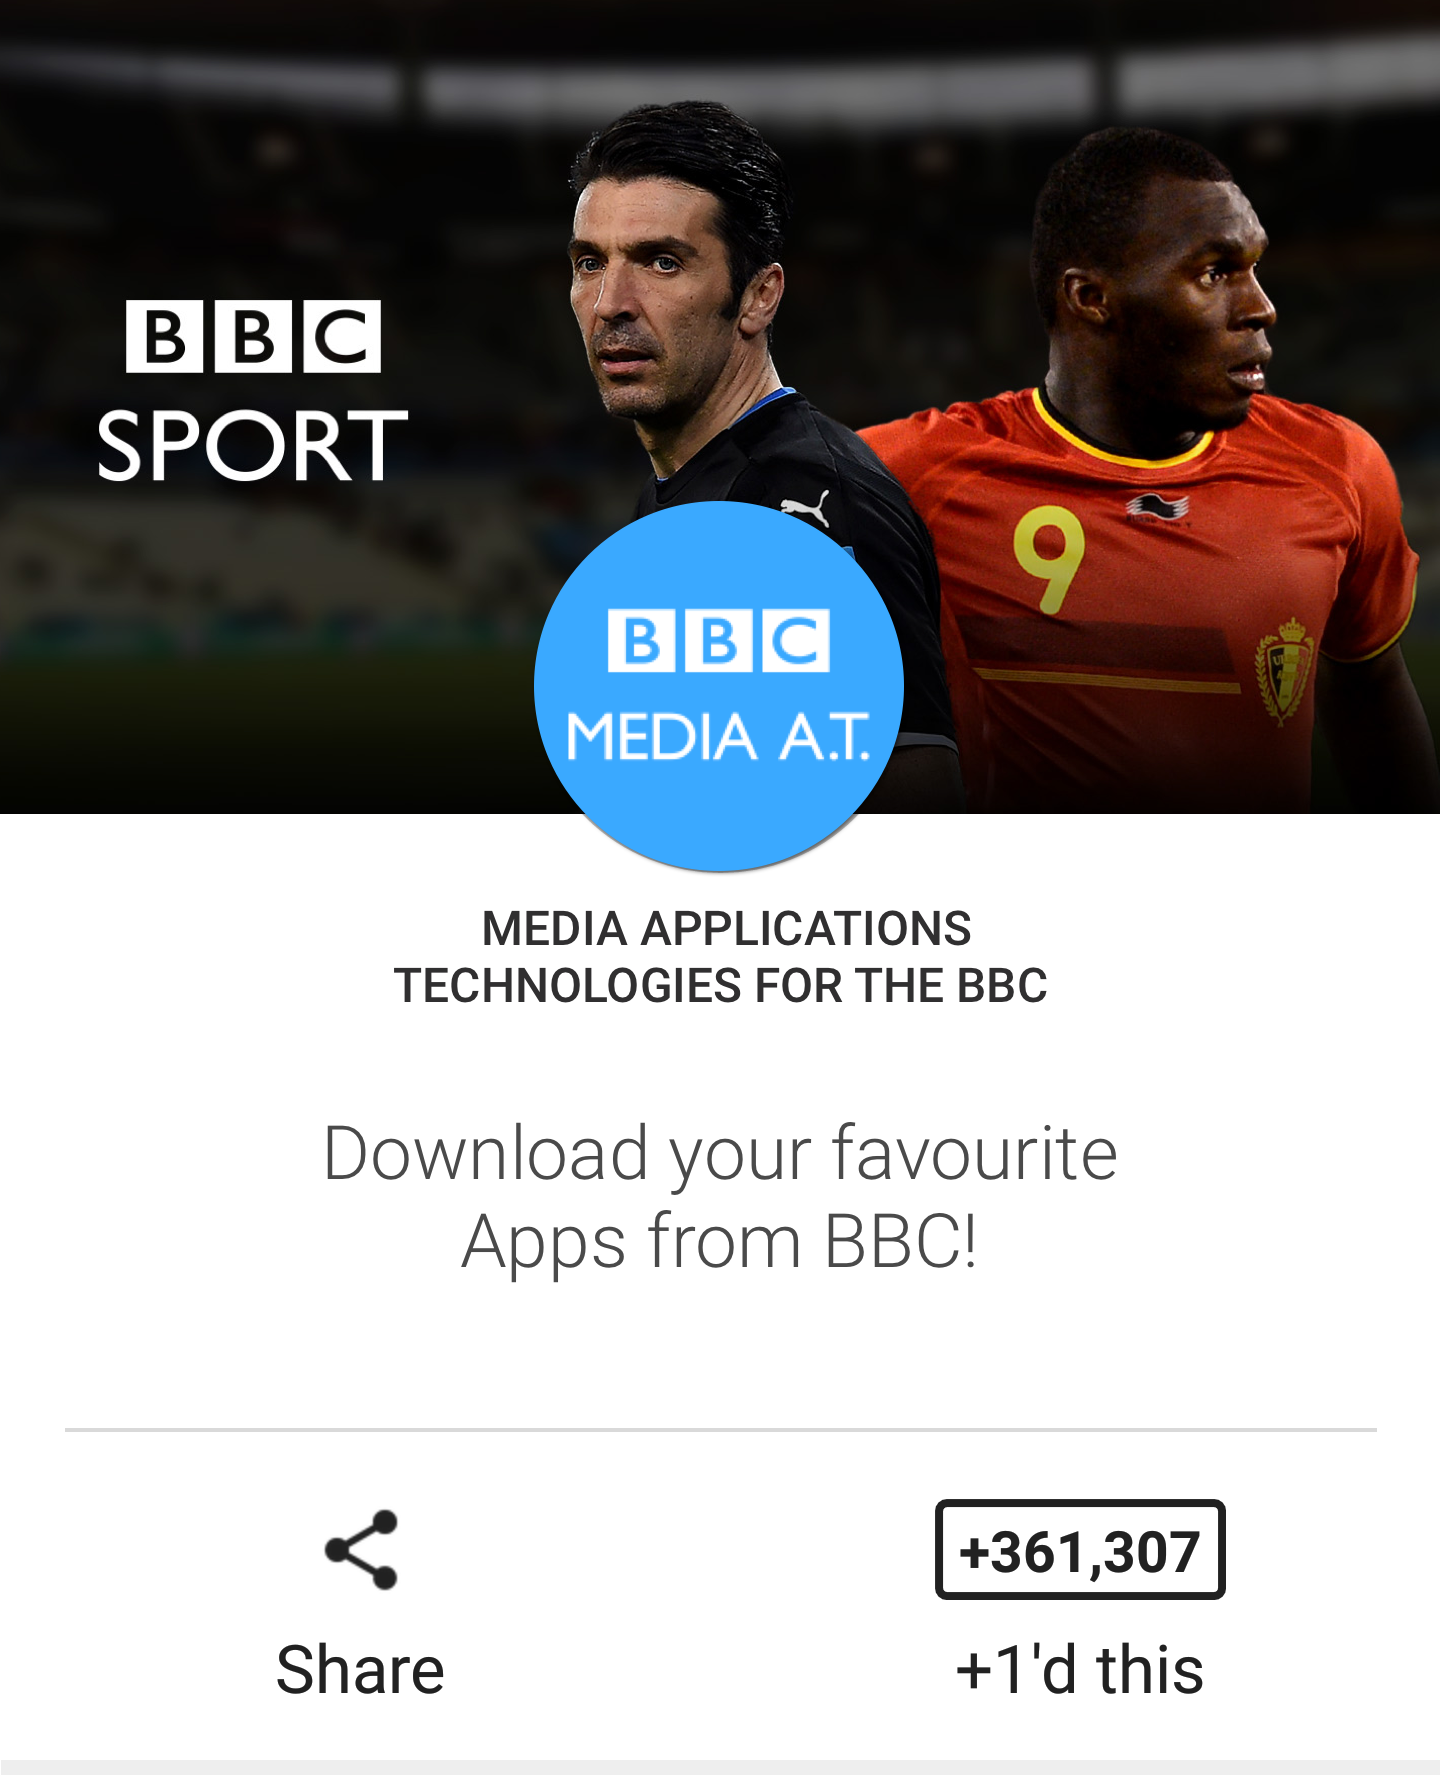 BBC
SPORT
9
BBC
MEDIA A.T.
MEDIA APPLICATIONS
TECHNOLOGIES FOR THE BBC
Download your favourite
Apps from BBC!
+361,307
Share
+1'd this